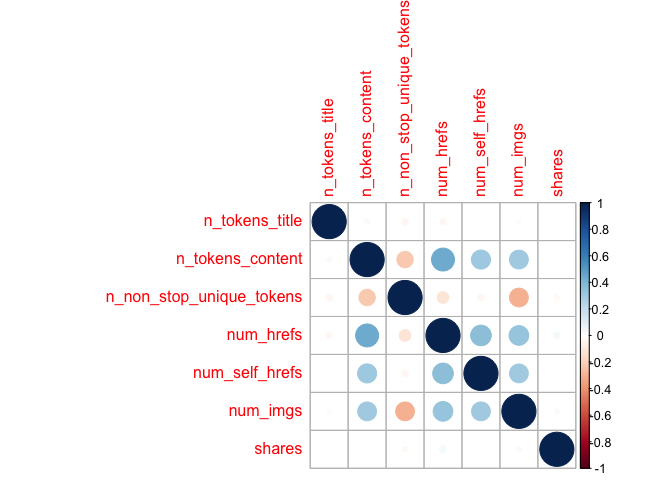 n_tokens_title
n_tokens_content
n_non_stop_unique_tokens
num_hrefs
num_self_hrefs
num_imgs
shares
n_tokens_title
n_tokens_content
n_non_stop_unique_tokens
num_hrefs
num_self_hrefs
num_imgs
shares
1
0.8
0.6
0.4
0.2
0
-0.2
-0.4
-0.6
-0.8
-1